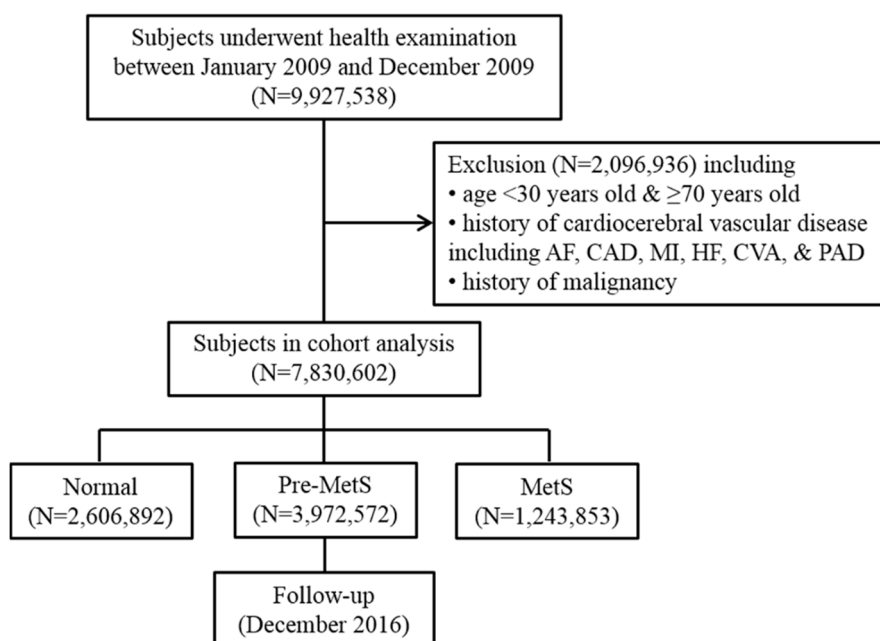 Subjects underwent health examination
between January 2009 and December 2009
(N=9,927,538)
Exclusion (N=2,096,936) including
• age <30 years old & ≥70 years old
• history of cardiocerebral vascular disease
including AF, CAD, MI, HF, CVA, & PAD
• history of malignancy
Subjects in cohort analysis
(N=7,830,602)
Normal
(N=2,606,892)
Pre-MetS
(N=3,972,572)
MetS
(N=1,243,853)
Follow-up
(December 2016)